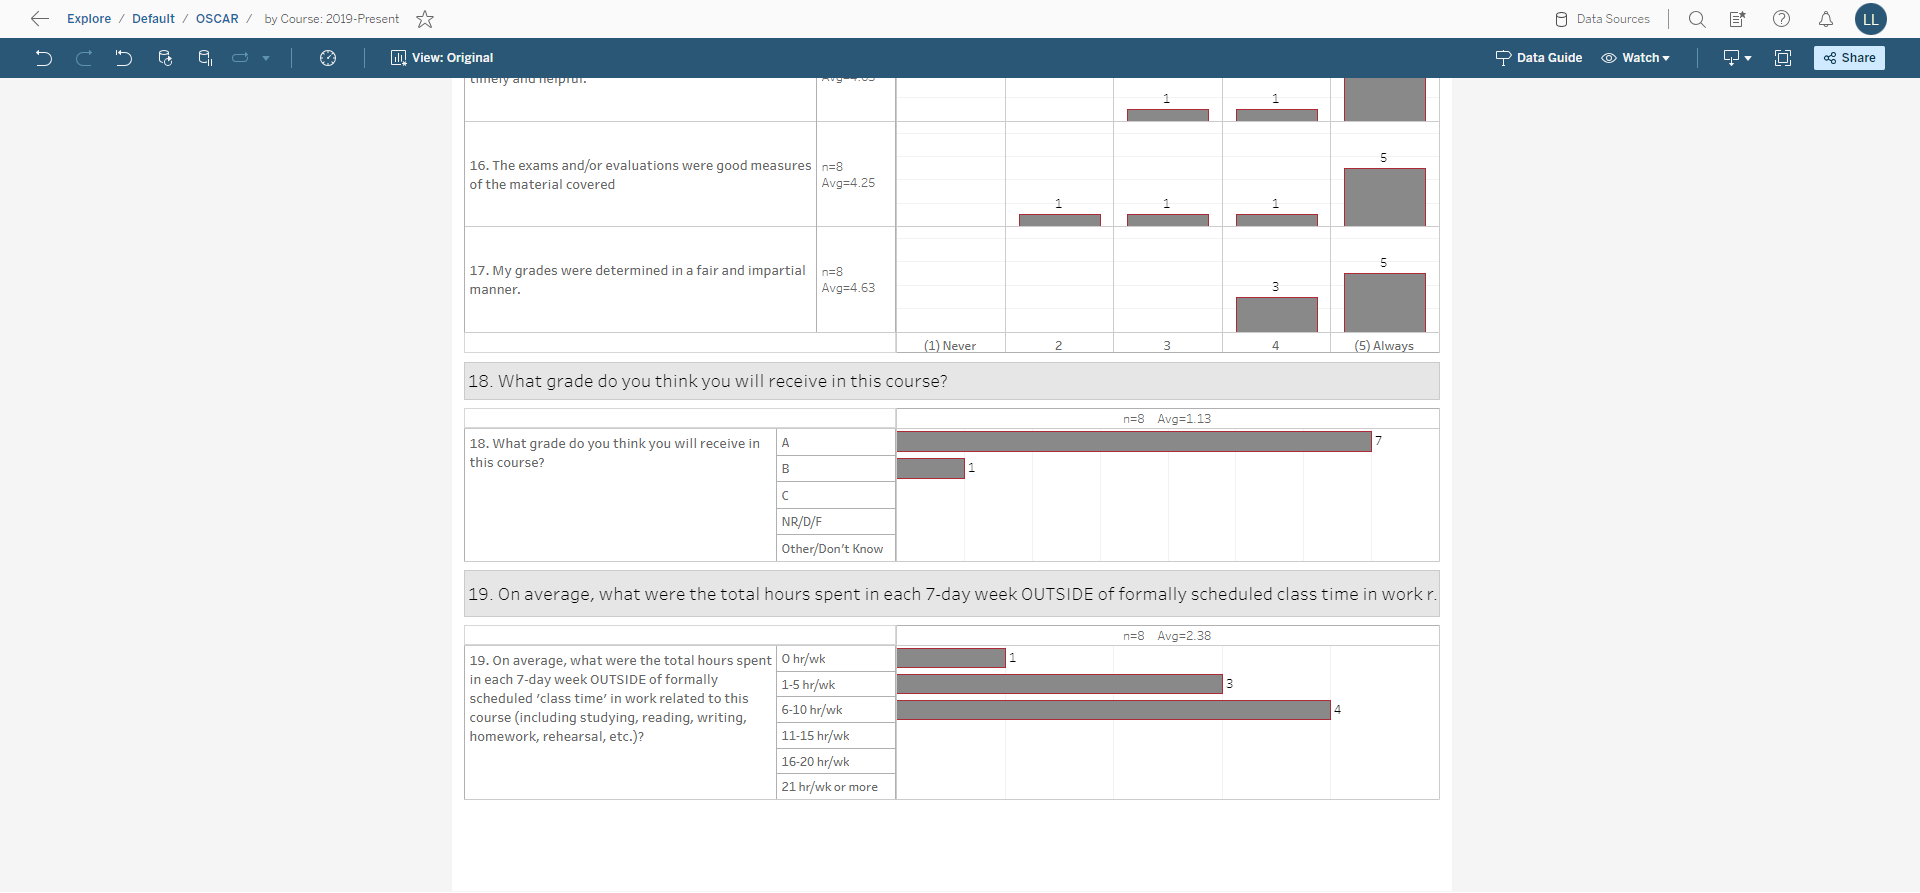 Explore / Default / OSCAR / by Course: 2019-Present
Data Sources
LL
View: Original
Data Guide
Watch
Share
timely and helpful.
1
1
16. The exams and/or evaluations were good measures
of the material covered
n=8
Avg=4.25
1
1
1
5
17. My grades were determined in a fair and impartial
manner.
n=8
Avg=4.63
3
5
(1) Never
2
3
4
(5) Always
18. What grade do you think you will receive in this course?
n=8 Avg=1.13
18. What grade do you think you will receive in
this course?
A
7
B
1
C
NR/D/F
Other/Don’t Know
19. On average, what were the total hours spent in each 7-day week OUTSIDE of formally scheduled class time in work r.
n=8 Avg=2.38
19. On average, what were the total hours spent
in each 7-day week OUTSIDE of formally
scheduled ‘class time’ in work related to this
course (including studying, reading, writing,
homework, rehearsal, etc.)?
0 hr/wk
1
1-5 hr/wk
3
6-10 hr/wk
4
11-15 hr/wk
16-20 hr/wk
21 hr/wk or more